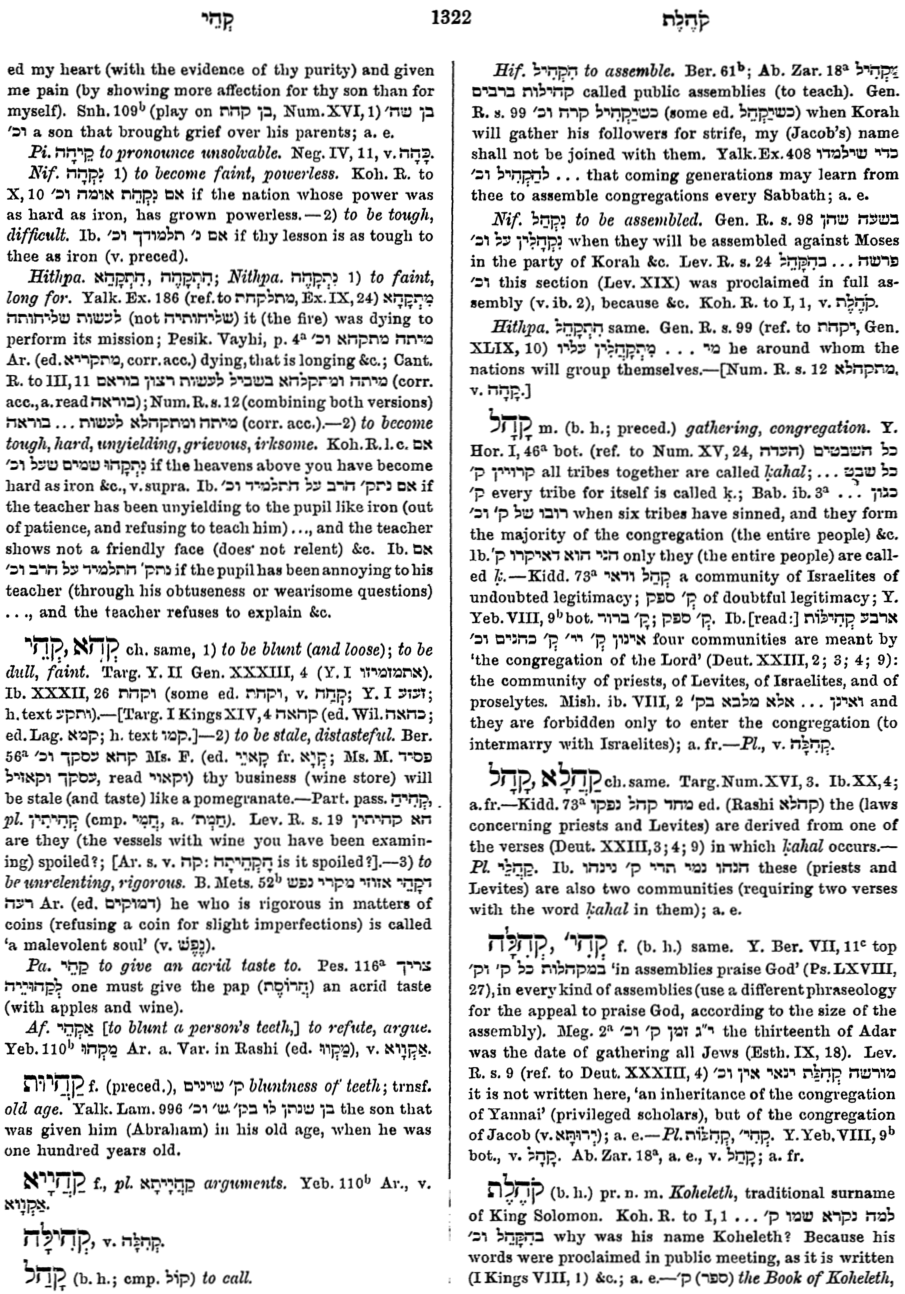 קְהֵי
1322
קֹהֶלֶת
ed my heart (with the evidence of thy purity) and given
me pain (by showing more affection for thy son than for
myself). Snh. 109ᵇ (play on בן קהת, Num. XVI, 1) בן שה׳
וכ׳ a son that brought grief over his parents; a. e.
Pi. קִיהָה to pronounce unsolvable. Neg. IV, 11, v. כָּהָה.
Nif. נִקְהָה 1) to become faint, powerless. Koh. R. to
X, 10 אם נִקְהַת אומה וכ׳ if the nation whose power was
as hard as iron, has grown powerless.—2) to be tough,
difficult. Ib. אם נ׳ תלמודך וכ׳ if thy lesson is as tough to
thee as iron (v. preced.).
Hithpa. הִתְקַהָה, הִתְקַהָא; Nithpa. נִתְקַהָה 1) to faint,
long for. Yalk. Ex. 186 (ref. to מתלקחת, Ex. IX, 24) מִתְקַהָא
לעשות שליחותה (not שליחותיה) it (the fire) was dying to
perform its mission; Pesik. Vayhi, p. 4ᵃ מיתה מתקהא וכ׳
Ar. (ed. מתקריא, corr. acc.) dying, that is longing &c.; Cant.
R. to III, 11 מיתה ומתקלהא בשביל לעשות רצון בוראם (corr.
acc., a. read בוראה); Num. R. s. 12 (combining both versions)
מיתה ומתקהלא לעשות ... בוראה (corr. acc.).—2) to become
tough, hard, unyielding, grievous, irksome. Koh. R. l. c. אם
נִתְקַהוּ שמים שעל וכ׳ if the heavens above you have become
hard as iron &c., v. supra. Ib. אם נתק׳ הרב על התלמיד וכ׳ if
the teacher has been unyielding to the pupil like iron (out
of patience, and refusing to teach him) ..., and the teacher
shows not a friendly face (does not relent) &c. Ib. אם
נתק׳ התלמיד על הרב וכ׳ if the pupil has been annoying to his
teacher (through his obtuseness or wearisome questions)
..., and the teacher refuses to explain &c.
קְהָא, קְהֵי ch. same, 1) to be blunt (and loose); to be
dull, faint. Targ. Y. II Gen. XXXIII, 4 (Y. I אתמזמיזו).
Ib. XXXII, 26 וקהת (some ed. וקהת, v. קְהַת; Y. I זעזע;
h. text ותקע).—[Targ. I Kings XIV, 4 קהאה (ed. Wil. כהאה;
ed. Lag. קמא; h. text קמו).]—2) to be stale, distasteful. Ber.
56ᵃ קהא עסקך וכ׳ Ms. F. (ed. קָאוֵי fr. קְוָא; Ms. M. פסיד
עסקך וקאזיל, read וקאוי) thy business (wine store) will
be stale (and taste) like a pomegranate.—Part. pass. קַהְיָה,
pl. קָהֲיָתִין (cmp. חֲמֵי, a. חֲמַת׳). Lev. R. s. 19 הא קהיתין
are they (the vessels with wine you have been examin-
ing) spoiled?; [Ar. s. v. קה: הֲקַהֲיָתָה is it spoiled?].—3) to
be unrelenting, rigorous. B. Mets. 52ᵇ דקָהֵי אזוזי מקרי נפש
רעה Ar. (ed. דמוקים) he who is rigorous in matters of
coins (refusing a coin for slight imperfections) is called
'a malevolent soul' (v. נֶפֶשׁ).
Pa. קַהֵי to give an acrid taste to. Pes. 116ᵃ צריך
לְקַהוּיֵיה one must give the pap (חֲרוֹסֶת) an acrid taste
(with apples and wine).
Af. אַקְהֵי [to blunt a person's teeth,] to refute, argue.
Yeb. 110ᵇ מַקְהוּ Ar. a. Var. in Rashi (ed. מַקְווּ), v. אַקְוָוא.
קֵהָיוּת f. (preced.), ק׳ שינים bluntness of teeth; trnsf.
old age. Yalk. Lam. 996 בן שנתן לו בק׳ ש׳ וכ׳ the son that
was given him (Abraham) in his old age, when he was
one hundred years old.
קַהֲיָיא f., pl. קַהֲיָיתָא arguments. Yeb. 110ᵇ Ar., v.
אַקְוָוא.
קְהִילָּה, v. קְהִלָּה.
קָהַל (b. h.; cmp. קוֹל) to call.
Hif. הִקְהִיל to assemble. Ber. 61ᵇ; Ab. Zar. 18ᵃ יַקְהִיל
קהילות ברבים called public assemblies (to teach). Gen.
R. s. 99 כשיַּקְהִיל קרח וכ׳ (some ed. כשיִּקָּהֵל) when Korah
will gather his followers for strife, my (Jacob's) name
shall not be joined with them. Yalk. Ex. 408 כדי שילמדו
... להַקְהִיל וכ׳ that coming generations may learn from
thee to assemble congregations every Sabbath; a. e.
Nif. נִקְהַל to be assembled. Gen. R. s. 98 בשעה שהן
נִקְהָלִין על וכ׳ when they will be assembled against Moses
in the party of Korah &c. Lev. R. s. 24 פרשה ... בהִקָּהֵל
וכ׳ this section (Lev. XIX) was proclaimed in full as-
sembly (v. ib. 2), because &c. Koh. R. to I, 1, v. קֹהֶלֶת.
Hithpa. הִתְקַהֵל same. Gen. R. s. 99 (ref. to יקהת, Gen.
XLIX, 10) מי ... מִתְקַהֲלִין עליו he around whom the
nations will group themselves.—[Num. R. s. 12 מתקהלא,
v. קָהָה.]
קָהָל m. (b. h.; preced.) gathering, congregation. Y.
Hor. I, 46ᵃ bot. (ref. to Num. XV, 24, העדה) כל השבטים
קרויין ק׳ all tribes together are called ḳahal; ... כל שבט
ק׳ every tribe for itself is called ḳ.; Bab. ib. 3ᵃ ... כגון
רובו של ק׳ וכ׳ when six tribes have sinned, and they form
the majority of the congregation (the entire people) &c.
Ib. הני הוא דאיקרו ק׳ only they (the entire people) are call-
ed ḳ.—Kidd. 73ᵃ קְהַל ודאי a community of Israelites of
undoubted legitimacy; ק׳ ספק of doubtful legitimacy; Y.
Yeb. VIII, 9ᵇ bot. ק׳ ברור; ק׳ ספק. Ib. [read:] ארבע קְהִילּוֹת
אינון ק׳ יי׳ ק׳ כהנים וכ׳ four communities are meant by
'the congregation of the Lord' (Deut. XXIII, 2; 3; 4; 9):
the community of priests, of Levites, of Israelites, and of
proselytes. Mish. ib. VIII, 2 ואינן ... אלא מלבא בק׳ and
they are forbidden only to enter the congregation (to
intermarry with Israelites); a. fr.—Pl., v. קְהִלָּה.
קַהֲלָא, קָהָל ch. same. Targ. Num. XVI, 3. Ib. XX, 4;
a. fr.—Kidd. 73ᵃ מחד קהל נפקו ed. (Rashi קהלא) the (laws
concerning priests and Levites) are derived from one of
the verses (Deut. XXIII, 3; 4; 9) in which ḳahal occurs.—
Pl. קַהֲלֵי. Ib. הנהו נמי תרי ק׳ נינהו these (priests and
Levites) are also two communities (requiring two verses
with the word ḳahal in them); a. e.
קְהִלָּה, קְהִי׳ f. (b. h.) same. Y. Ber. VII, 11ᶜ top
במקהלות כל ק׳ וק׳ 'in assemblies praise God' (Ps. LXVIII,
27), in every kind of assemblies (use a different phraseology
for the appeal to praise God, according to the size of the
assembly). Meg. 2ᵃ י״ג זמן ק׳ וכ׳ the thirteenth of Adar
was the date of gathering all Jews (Esth. IX, 18). Lev.
R. s. 9 (ref. to Deut. XXXIII, 4) מורשה קְהִלַּת ינאי אין וכ׳
it is not written here, 'an inheritance of the congregation
of Yannai' (privileged scholars), but of the congregation
of Jacob (v. יְרוּתָּא); a. e.—Pl. קְהִלּוֹת, קְהִי׳. Y. Yeb. VIII, 9ᵇ
bot., v. קָהָל. Ab. Zar. 18ᵃ, a. e., v. קָהַל; a. fr.
קֹהֶלֶת (b. h.) pr. n. m. Koheleth, traditional surname
of King Solomon. Koh. R. to I, 1 ... למה נקרא שמו ק׳
בהִקָּהֵל וכ׳ why was his name Koheleth? Because his
words were proclaimed in public meeting, as it is written
(I Kings VIII, 1) &c.; a. e.—(ספר) ק׳ the Book of Koheleth,